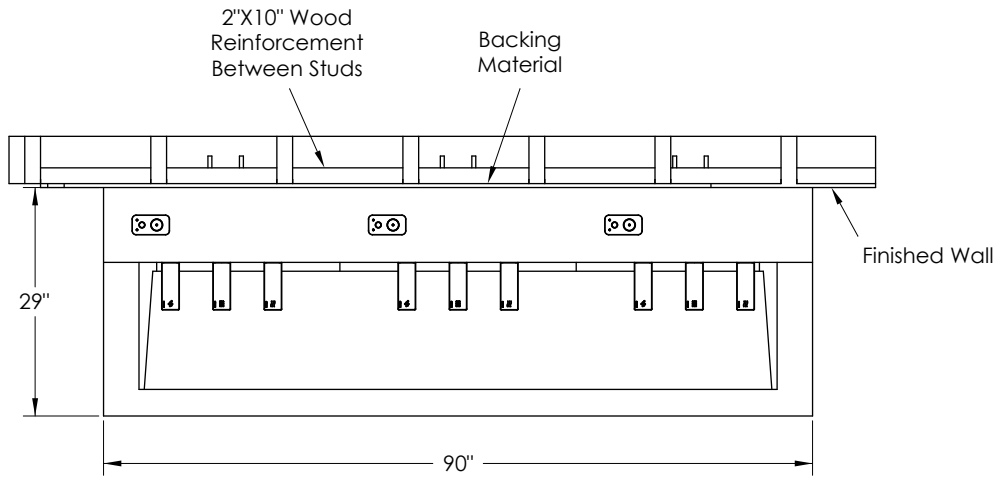 2"X10" Wood
Reinforcement
Between Studs
Backing
Material
Finished Wall
29"
90"